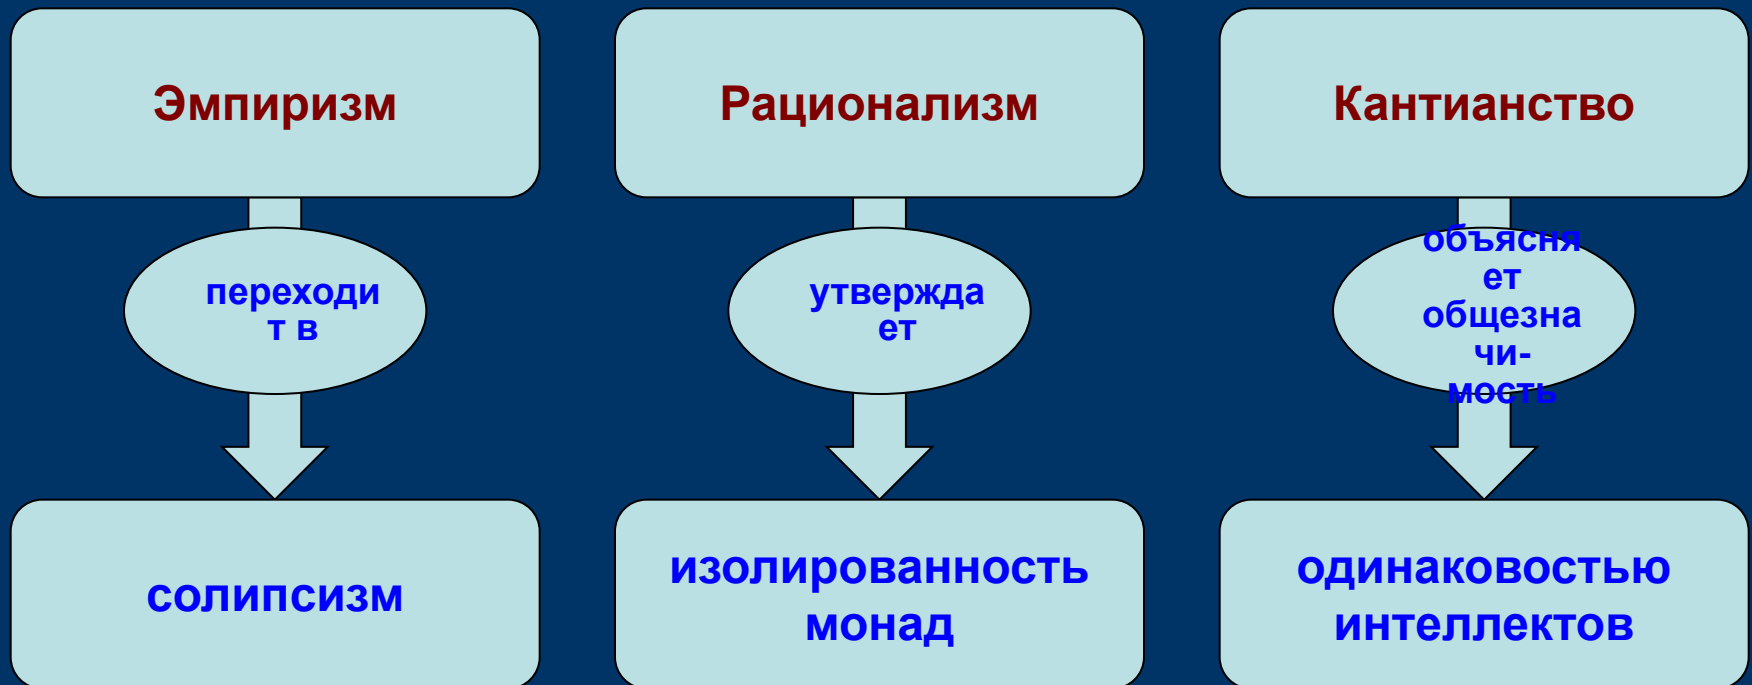 Эмпиризм
переходи
т в
солипсизм
Рационализм
утвержда
ет
изолированность
монад
Кантианство
объясня
ет
общезна
чи-
мость
одинаковостью
интеллектов